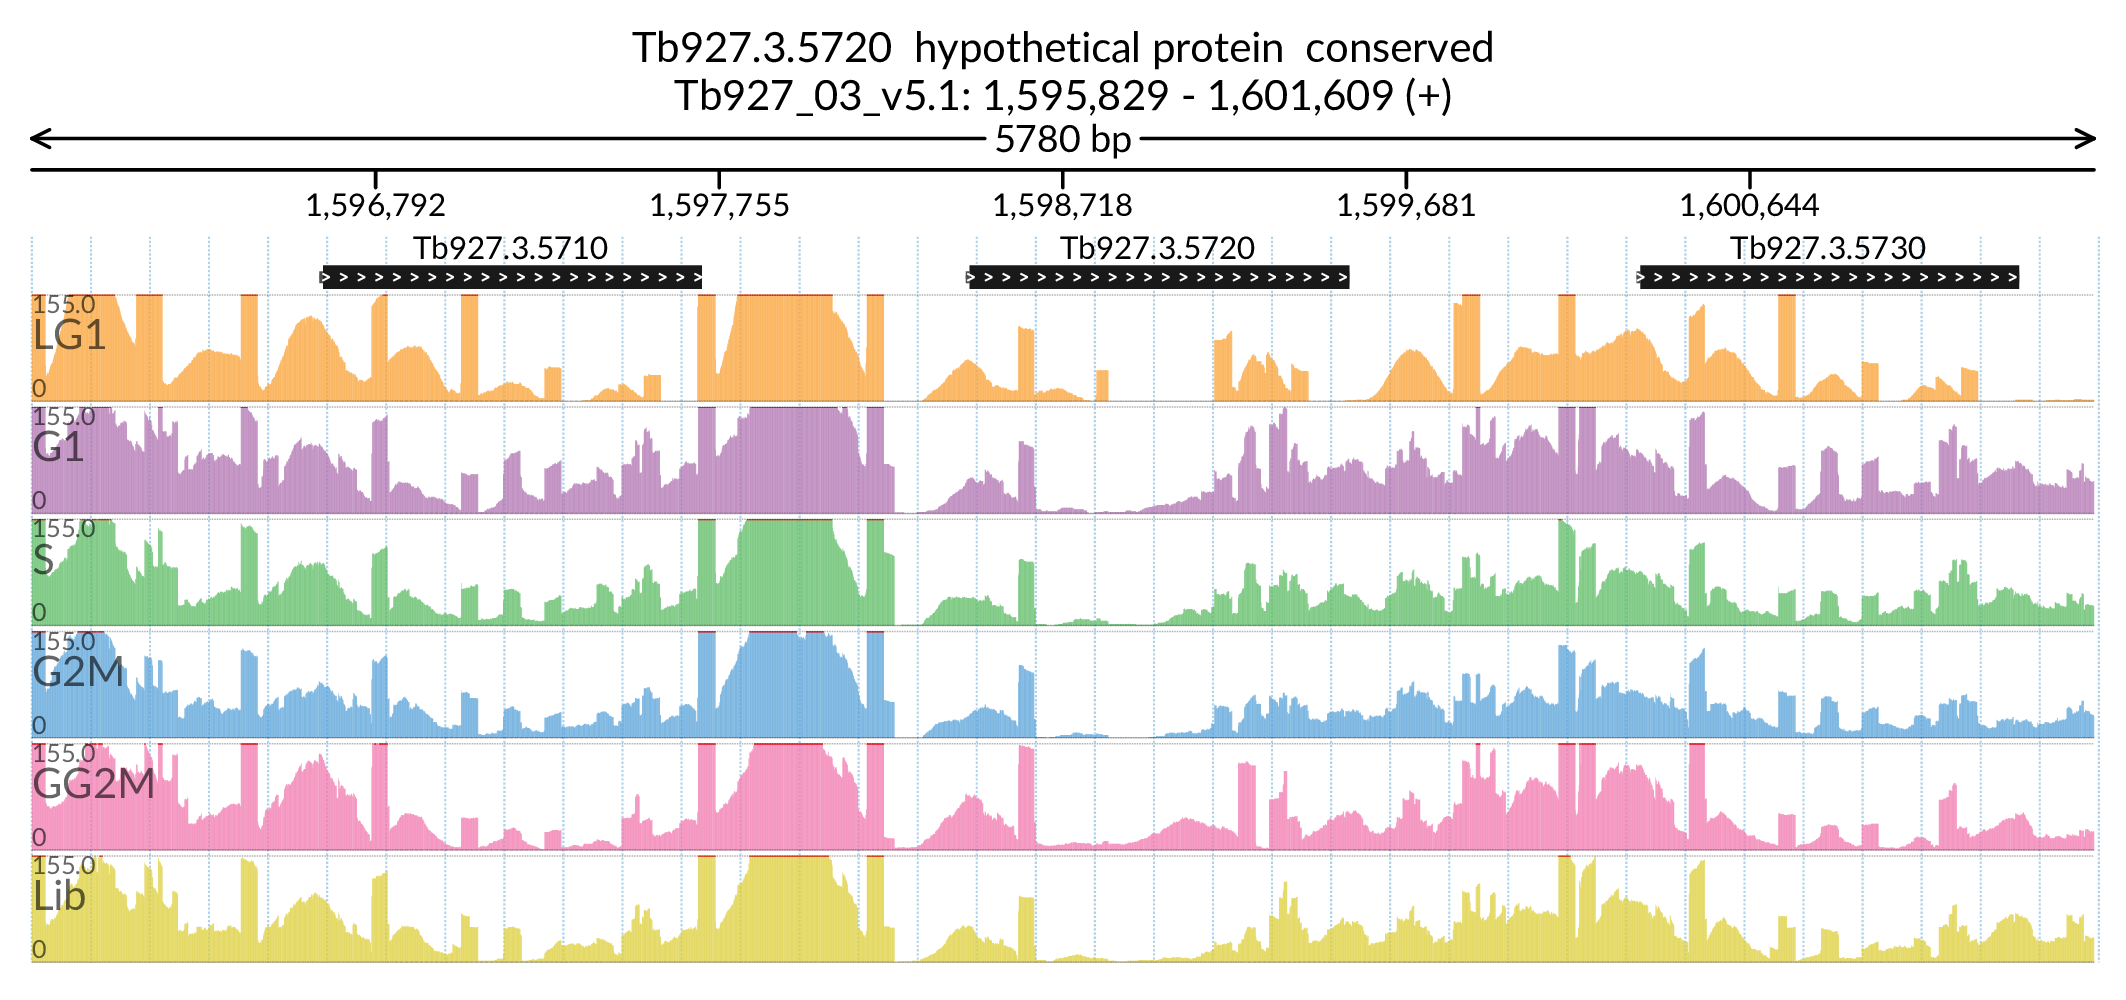 Tb927.3.5720  hypothetical protein  conserved
Tb927_03_v5.1: 1,595,829 - 1,601,609 (+)
5780 bp
1,596,792 1,597,755 1,598,718 1,599,681 1,600,644
Tb927.3.5710 Tb927.3.5720 Tb927.3.5730
155.0
LG1
0
155.0
G1
0
155.0
S
0
155.0
G2M
0
155.0
GG2M
0
155.0
Lib
0